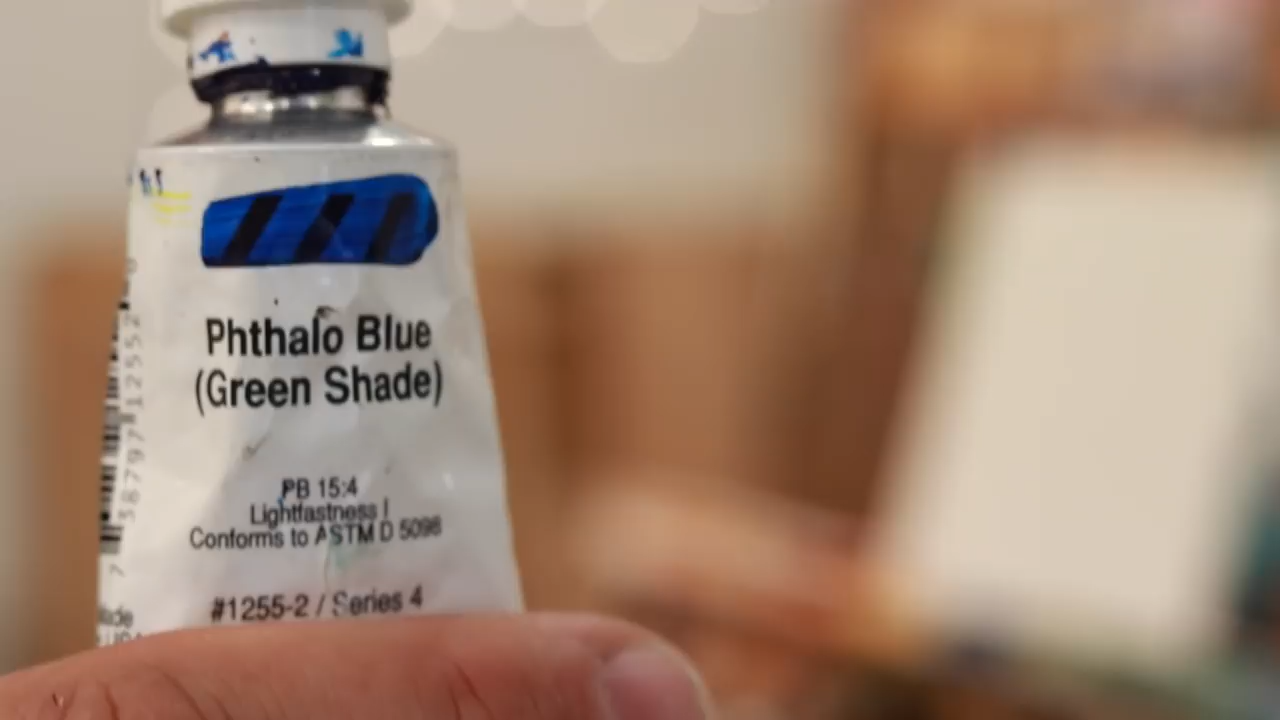 Phthalo Blue
(Green Shade)
PB 15:4
Lightfastness I
Conforms to ASTM D 5098
#1255-2 / Series 4